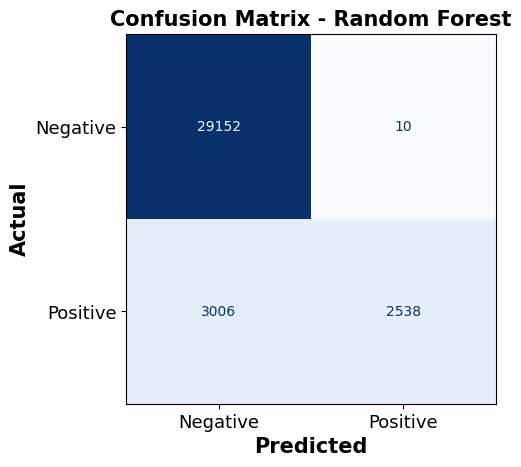 Confusion Matrix - Random Forest
Actual
Negative
29152
10
Positive
3006
2538
Negative
Positive
Predicted